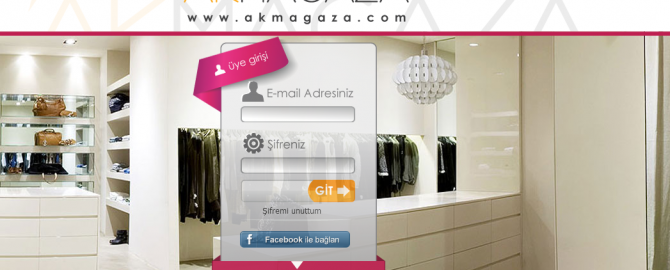 www.akmagaza.com
üye girişi
E-mail Adresiniz
Şifreniz
GİT
Şifremi unuttum
f Facebook ile bağlan